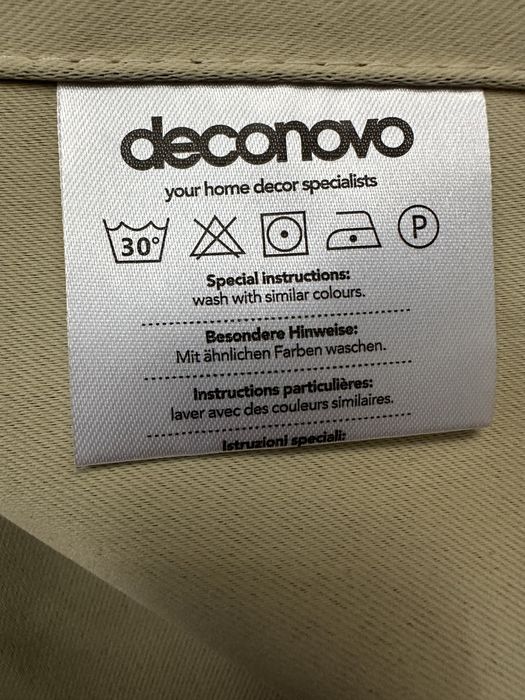 deconovo
your home decor specialists
30° P
Special instructions:
wash with similar colours.
Besondere Hinweise:
Mit ähnlichen Farben waschen.
Instructions particulières:
laver avec des couleurs similaires.
Istruzioni speciali: